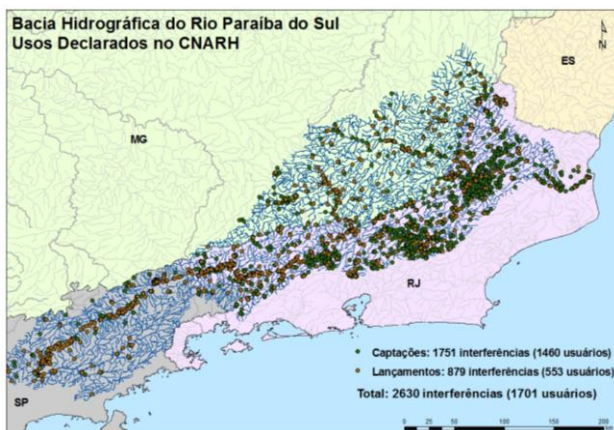 Bacia Hidrográfica do Rio Paraíba do Sul
Usos Declarados no CNARH
N
ES
MG
RJ
SP
Captações: 1751 interferências (1460 usuários)
Lançamentos: 879 interferências (553 usuários)
Total: 2630 interferências (1701 usuários)
0 50 100 150 200